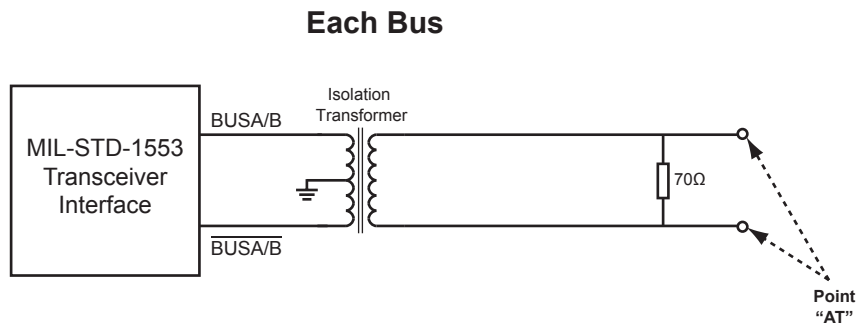 Each Bus
Isolation
Transformer
BUSA/B
MIL-STD-1553
Transceiver
Interface
70Ω
BUSA/B
Point
“AT”